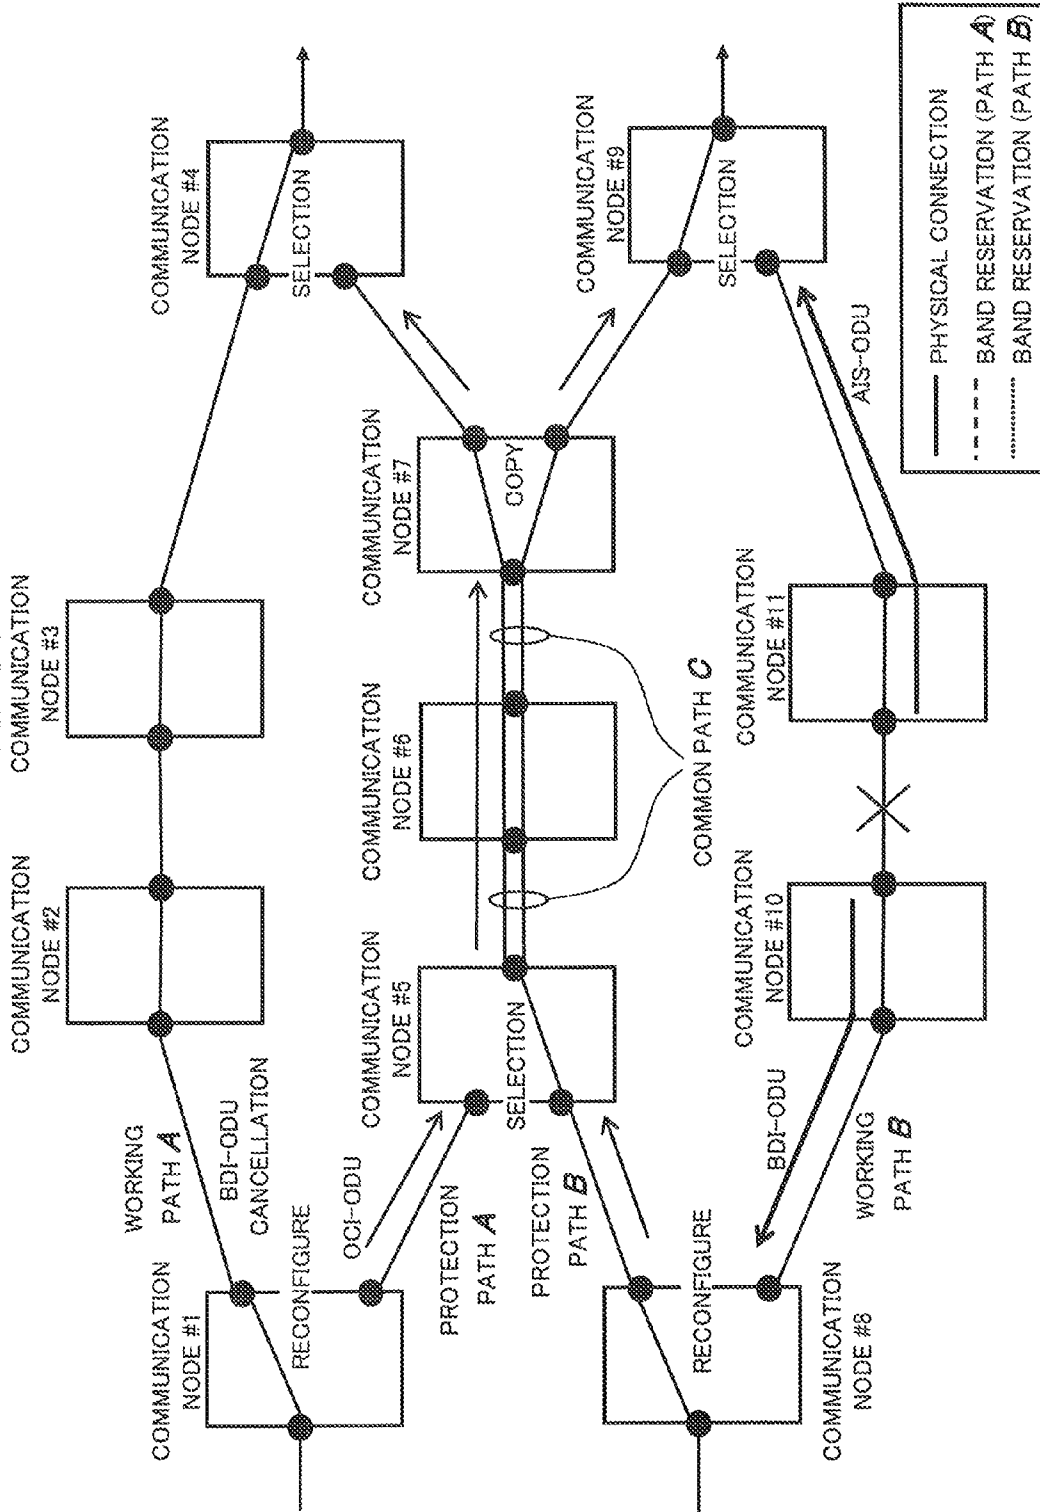 COMMUNICATION
NODE #1
RECONFIGURE
WORKING
PATH A
BDI-ODU
CANCELLATION
OCI-ODU
PROTECTION
PATH A
COMMUNICATION
NODE #2
COMMUNICATION
NODE #3
COMMUNICATION
NODE #4
SELECTION
PROTECTION
PATH B
COMMUNICATION
NODE #5
SELECTION
COMMUNICATION
NODE #6
COMMUNICATION
NODE #7
COPY
COMMON PATH C
COMMUNICATION
NODE #9
SELECTION
RECONFIGURE
COMMUNICATION
NODE #8
BDI-ODU
WORKING
PATH B
COMMUNICATION
NODE #10
COMMUNICATION
NODE #11
AIS-ODU
PHYSICAL CONNECTION
BAND RESERVATION (PATH A)
BAND RESERVATION (PATH B)